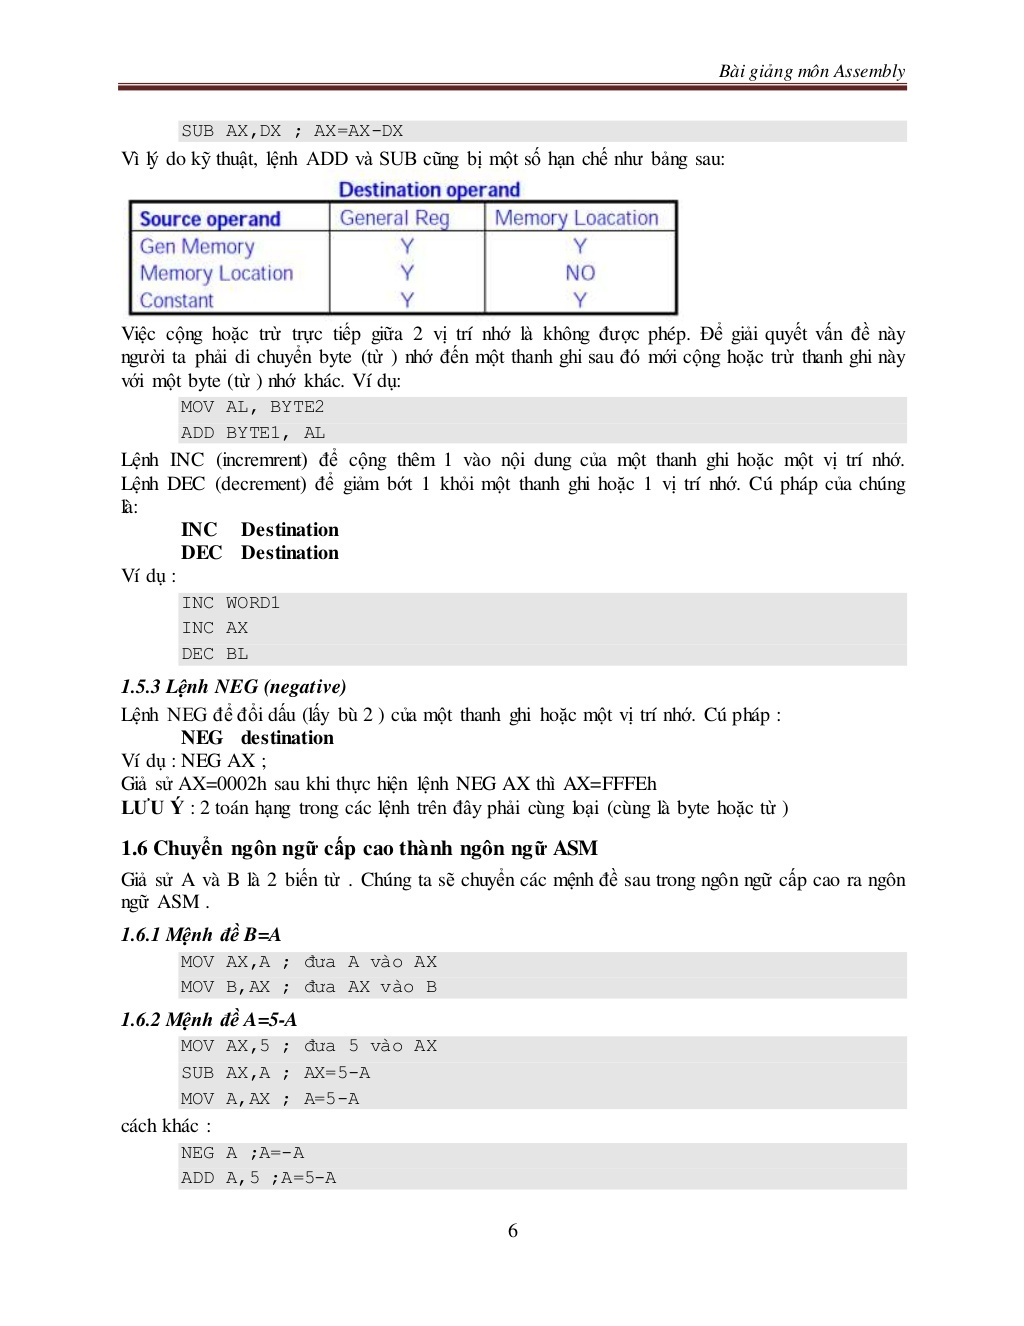 Bài giảng môn Assembly
SUB AX,DX ; AX=AX-DX
Vì lý do kỹ thuật, lệnh ADD và SUB cũng bị một số hạn chế như bảng sau:
Destination operand
Source operand General Reg Memory Loacation
Gen Memory Y Y
Memory Location Y NO
Constant Y Y
Việc cộng hoặc trừ trực tiếp giữa 2 vị trí nhớ là không được phép. Để giải quyết vấn đề này
người ta phải di chuyển byte (từ ) nhớ đến một thanh ghi sau đó mới cộng hoặc trừ thanh ghi này
với một byte (từ ) nhớ khác. Ví dụ:
MOV AL, BYTE2
ADD BYTE1, AL
Lệnh INC (incremrent) để cộng thêm 1 vào nội dung của một thanh ghi hoặc một vị trí nhớ.
Lệnh DEC (decrement) để giảm bớt 1 khỏi một thanh ghi hoặc 1 vị trí nhớ. Cú pháp của chúng
là:
INC Destination
DEC Destination
Ví dụ :
INC WORD1
INC AX
DEC BL
1.5.3 Lệnh NEG (negative)
Lệnh NEG để đổi dấu (lấy bù 2 ) của một thanh ghi hoặc một vị trí nhớ. Cú pháp :
NEG destination
Ví dụ : NEG AX ;
Giả sử AX=0002h sau khi thực hiện lệnh NEG AX thì AX=FFFEh
LƯU Ý : 2 toán hạng trong các lệnh trên đây phải cùng loại (cùng là byte hoặc từ )
1.6 Chuyển ngôn ngữ cấp cao thành ngôn ngữ ASM
Giả sử A và B là 2 biến từ . Chúng ta sẽ chuyển các mệnh đề sau trong ngôn ngữ cấp cao ra ngôn
ngữ ASM .
1.6.1 Mệnh đề B=A
MOV AX,A ; đưa A vào AX
MOV B,AX ; đưa AX vào B
1.6.2 Mệnh đề A=5-A
MOV AX,5 ; đưa 5 vào AX
SUB AX,A ; AX=5-A
MOV A,AX ; A=5-A
cách khác :
NEG A ;A=-A
ADD A,5 ;A=5-A
6